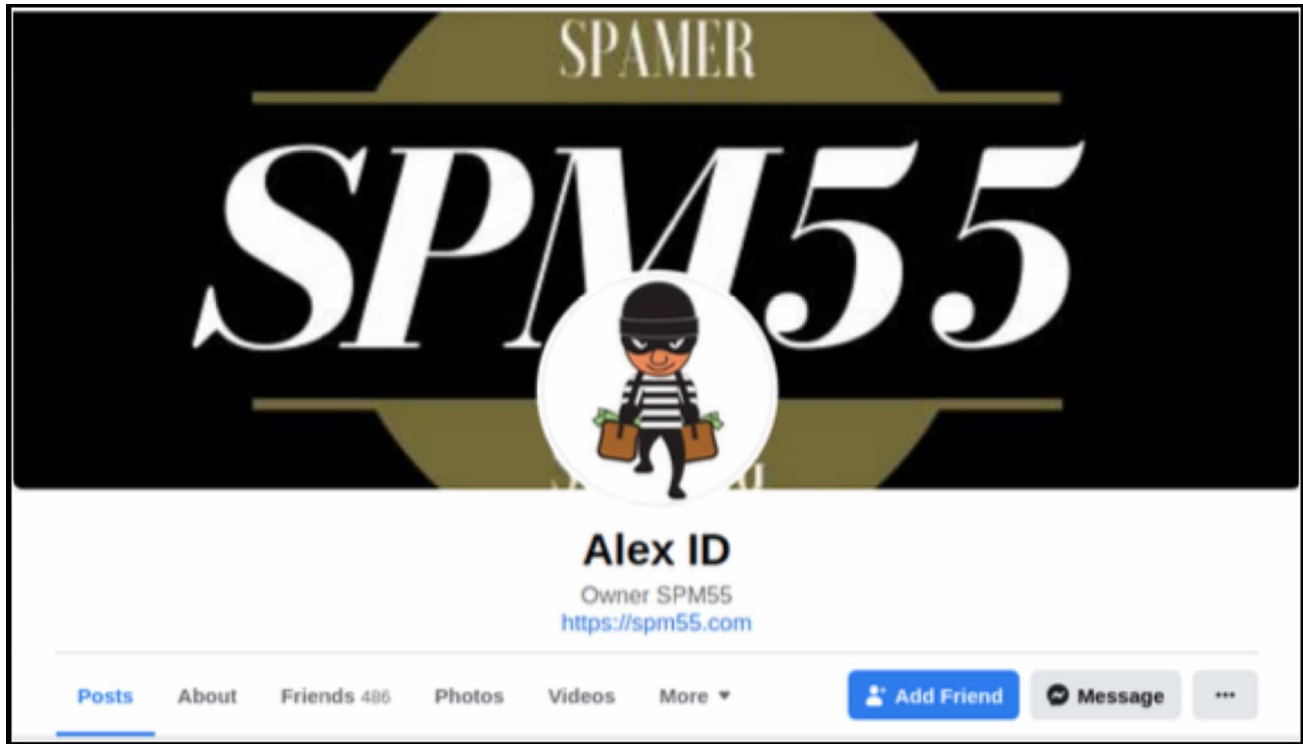 SPAMER
SPM55
Alex ID
Owner SPM55
https://spm55.com
Posts About Friends 486 Photos Videos More Add Friend Message ...